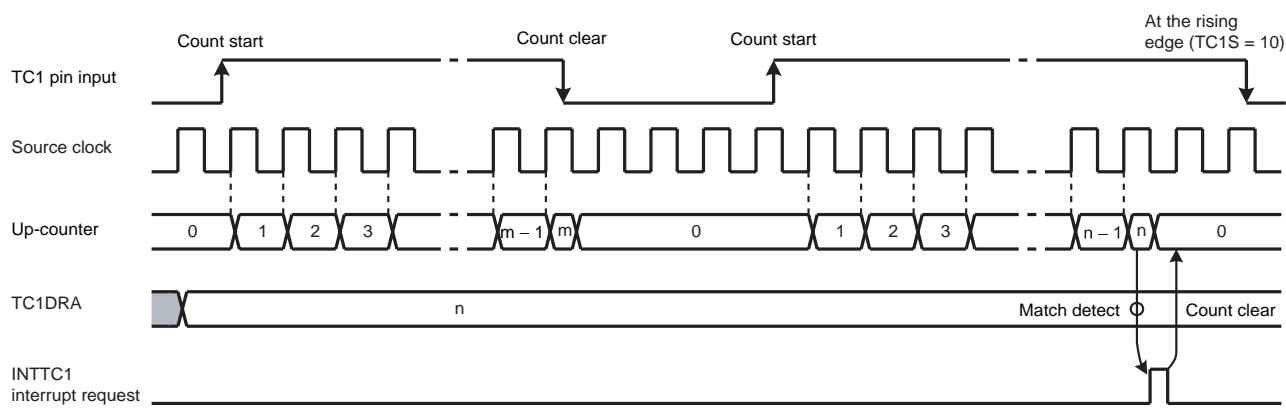 At the rising
edge (TC1S = 10)
Count start
Count clear
Count start
TC1 pin input
Source clock
Up-counter
0 1 2 3 m – 1 m 0 1 2 3 n – 1 n 0
TC1DRA
n
Match detect
Count clear
INTTC1
interrupt request